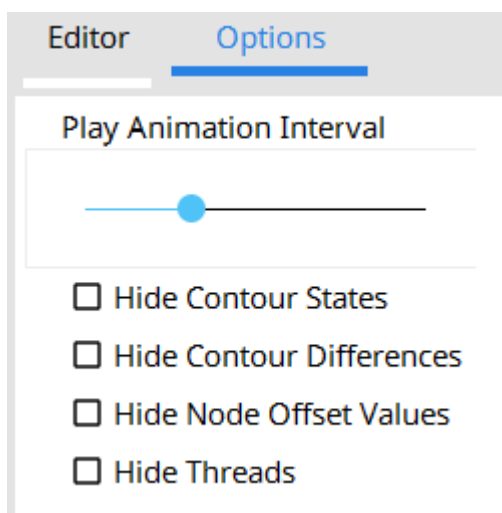 Editor Options
Play Animation Interval
Hide Contour States
Hide Contour Differences
Hide Node Offset Values
Hide Threads